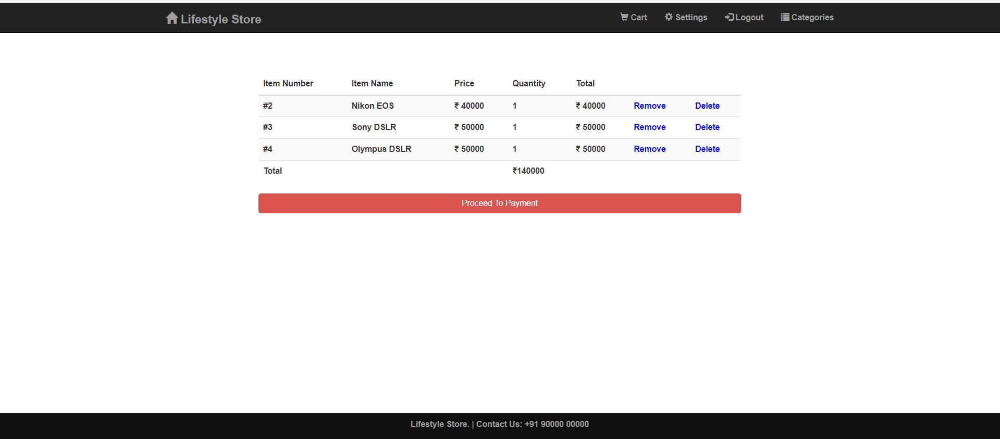 Lifestyle Store Cart Settings Logout Categories
Item Number Item Name Price Quantity Total
#2 Nikon EOS ₹ 40000 1 ₹ 40000 Remove Delete
#3 Sony DSLR ₹ 50000 1 ₹ 50000 Remove Delete
#4 Olympus DSLR ₹ 50000 1 ₹ 50000 Remove Delete
Total ₹140000
Proceed To Payment
Lifestyle Store. | Contact Us: +91 90000 00000